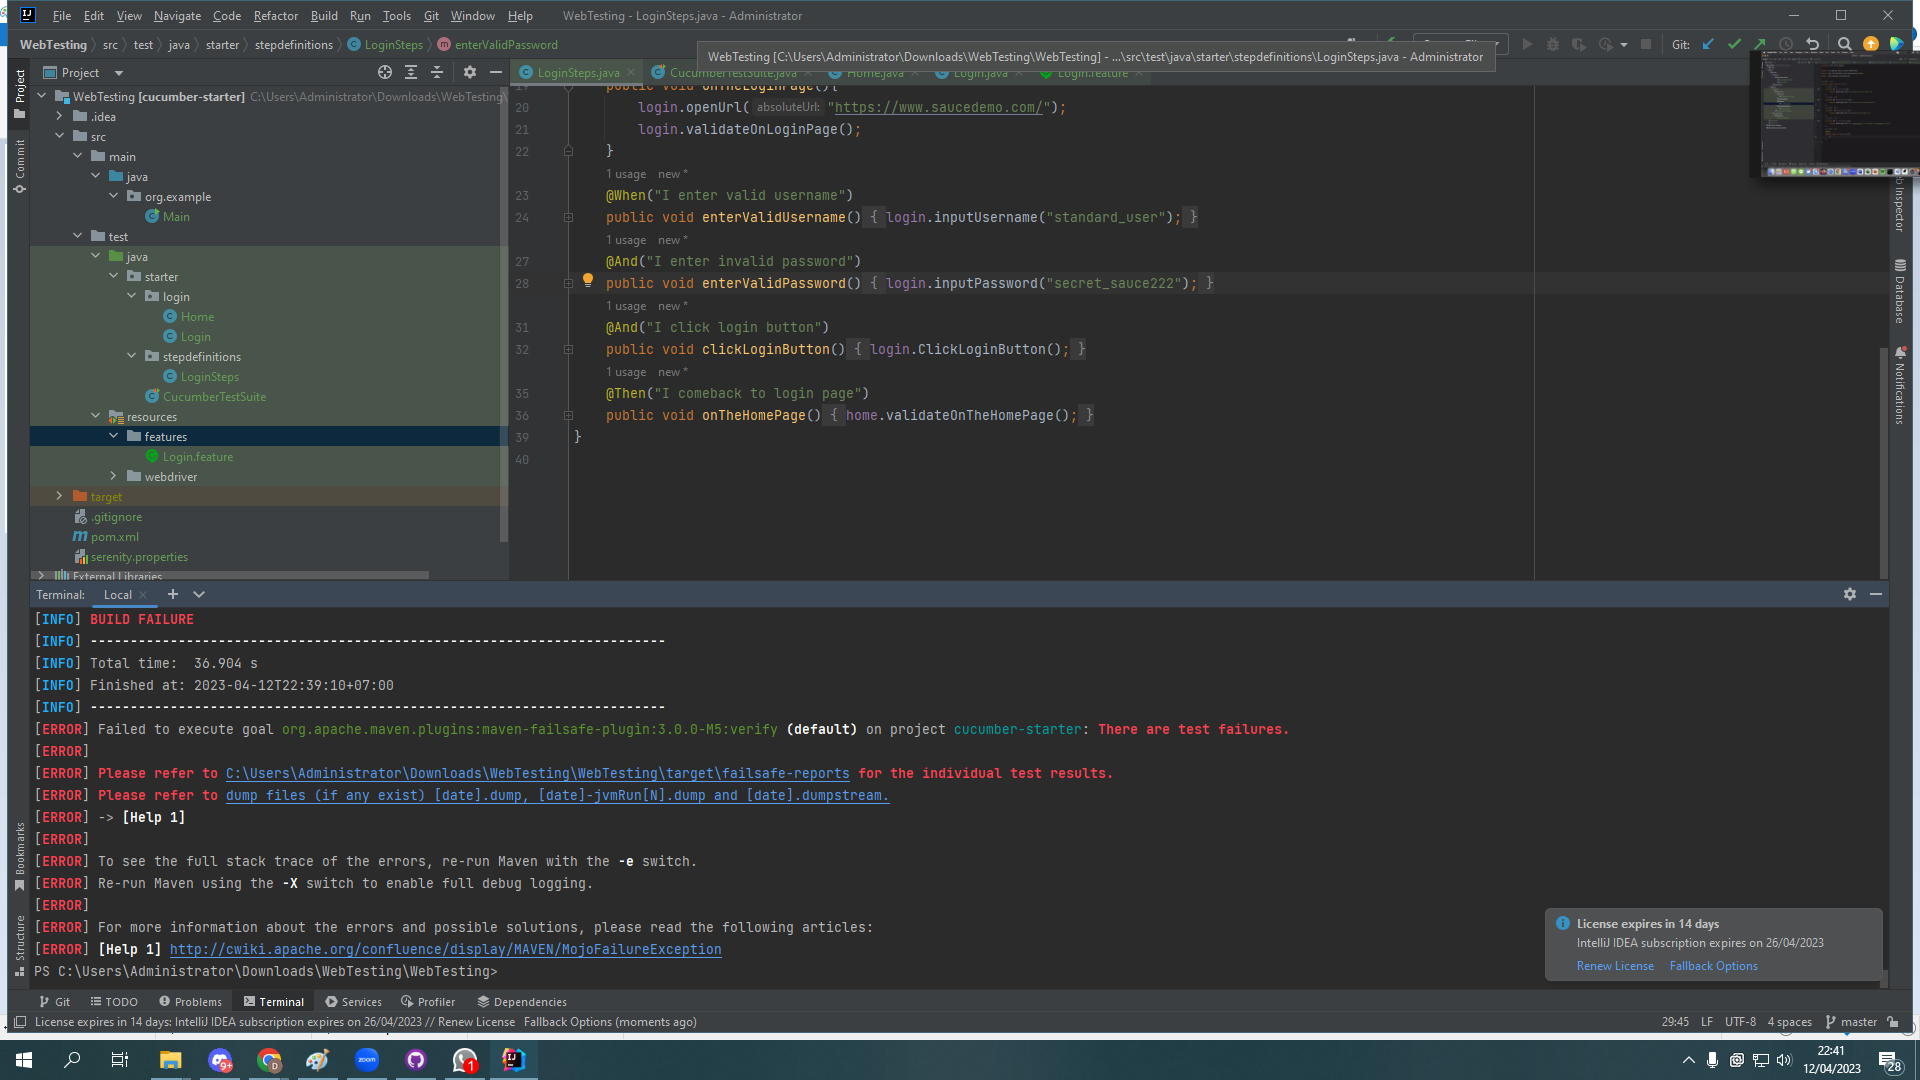 File Edit View Navigate Code Refactor Build Run Tools Git Window Help WebTesting - LoginSteps.java - Administrator
WebTesting src test java starter stepdefinitions LoginSteps enterValidPassword
Git:
WebTesting [C:\Users\Administrator\Downloads\WebTesting\WebTesting] - ...\src\test\java\starter\stepdefinitions\LoginSteps.java - Administrator
Project
LoginSteps.java CucumberTestSuite.java Home.java Login.java Login.feature
Project
Commit
WebTesting [cucumber-starter] C:\Users\Administrator\Downloads\WebTesting\
.idea
src
main
java
org.example
Main
test
java
starter
login
Home
Login
stepdefinitions
LoginSteps
CucumberTestSuite
resources
features
Login.feature
webdriver
target
.gitignore
pom.xml
serenity.properties
External Libraries
19 public void onTheLoginPage(){
20 login.openUrl( absoluteUrl: "https://www.saucedemo.com/");
21 login.validateOnLoginPage();
22 }
1 usage new *
23 @When("I enter valid username")
24 public void enterValidUsername() { login.inputUsername("standard_user"); }
1 usage new *
27 @And("I enter invalid password")
28 public void enterValidPassword() { login.inputPassword("secret_sauce222"); }
1 usage new *
31 @And("I click login button")
32 public void clickLoginButton() { login.ClickLoginButton(); }
1 usage new *
35 @Then("I comeback to login page")
36 public void onTheHomePage() { home.validateOnTheHomePage(); }
39 }
40
Inspector
Database
Notifications
Terminal: Local
[INFO] BUILD FAILURE
[INFO] ------------------------------------------------------------------------
[INFO] Total time:  36.904 s
[INFO] Finished at: 2023-04-12T22:39:10+07:00
[INFO] ------------------------------------------------------------------------
[ERROR] Failed to execute goal org.apache.maven.plugins:maven-failsafe-plugin:3.0.0-M5:verify (default) on project cucumber-starter: There are test failures.
[ERROR]
[ERROR] Please refer to C:\Users\Administrator\Downloads\WebTesting\WebTesting\target\failsafe-reports for the individual test results.
[ERROR] Please refer to dump files (if any exist) [date].dump, [date]-jvmRun[N].dump and [date].dumpstream.
[ERROR] -> [Help 1]
[ERROR]
[ERROR] To see the full stack trace of the errors, re-run Maven with the -e switch.
[ERROR] Re-run Maven using the -X switch to enable full debug logging.
[ERROR]
[ERROR] For more information about the errors and possible solutions, please read the following articles:
[ERROR] [Help 1] http://cwiki.apache.org/confluence/display/MAVEN/MojoFailureException
PS C:\Users\Administrator\Downloads\WebTesting\WebTesting>
Bookmarks
Structure
License expires in 14 days
IntelliJ IDEA subscription expires on 26/04/2023
Renew License Fallback Options
Git TODO Problems Terminal Services Profiler Dependencies
License expires in 14 days: IntelliJ IDEA subscription expires on 26/04/2023 // Renew License Fallback Options (moments ago)
29:45 LF UTF-8 4 spaces master
9+
D
zoom
1
22:41
12/04/2023
28